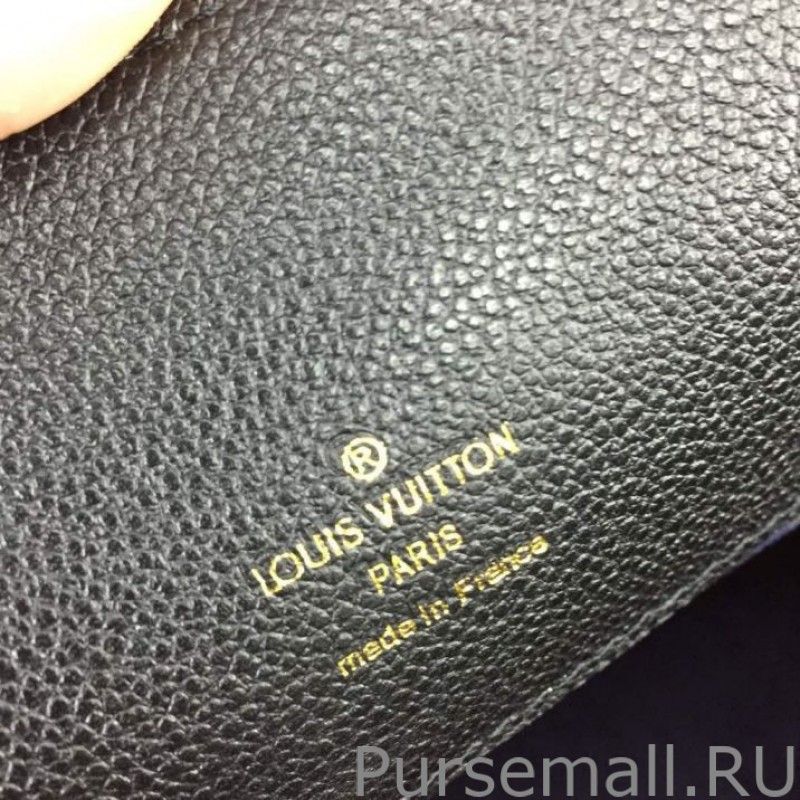 ®
LOUIS VUITTON
PARIS
made in France
Pursemall.RU